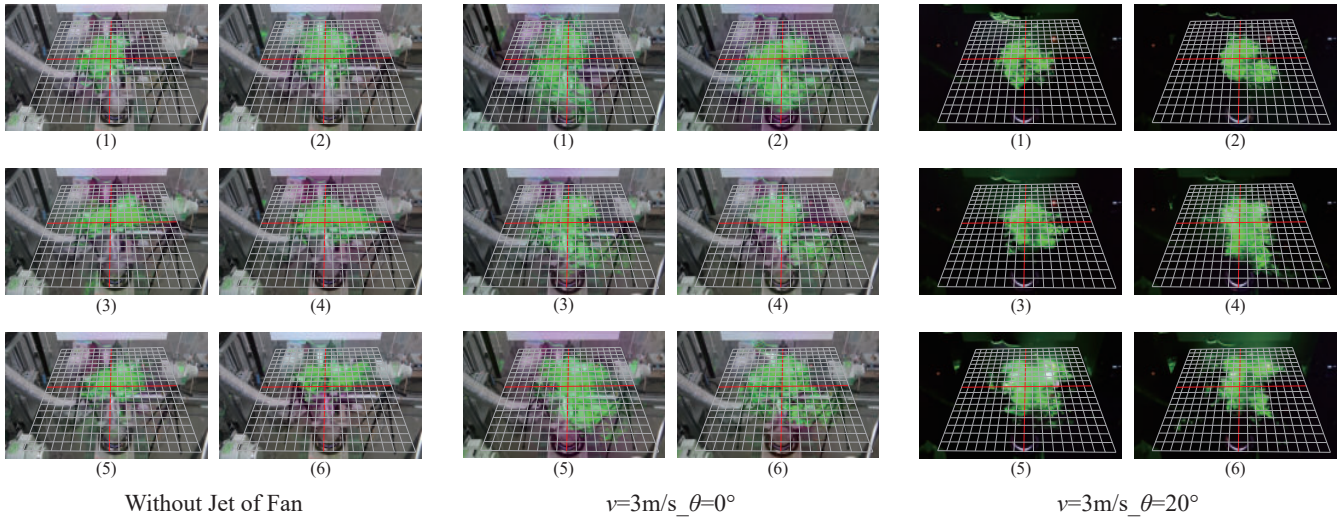 (1) (2) (1) (2) (1) (2)
(3) (4) (3) (4) (3) (4)
(5) (6) (5) (6) (5) (6)
Without Jet of Fan v=3m/s_θ=0° v=3m/s_θ=20°